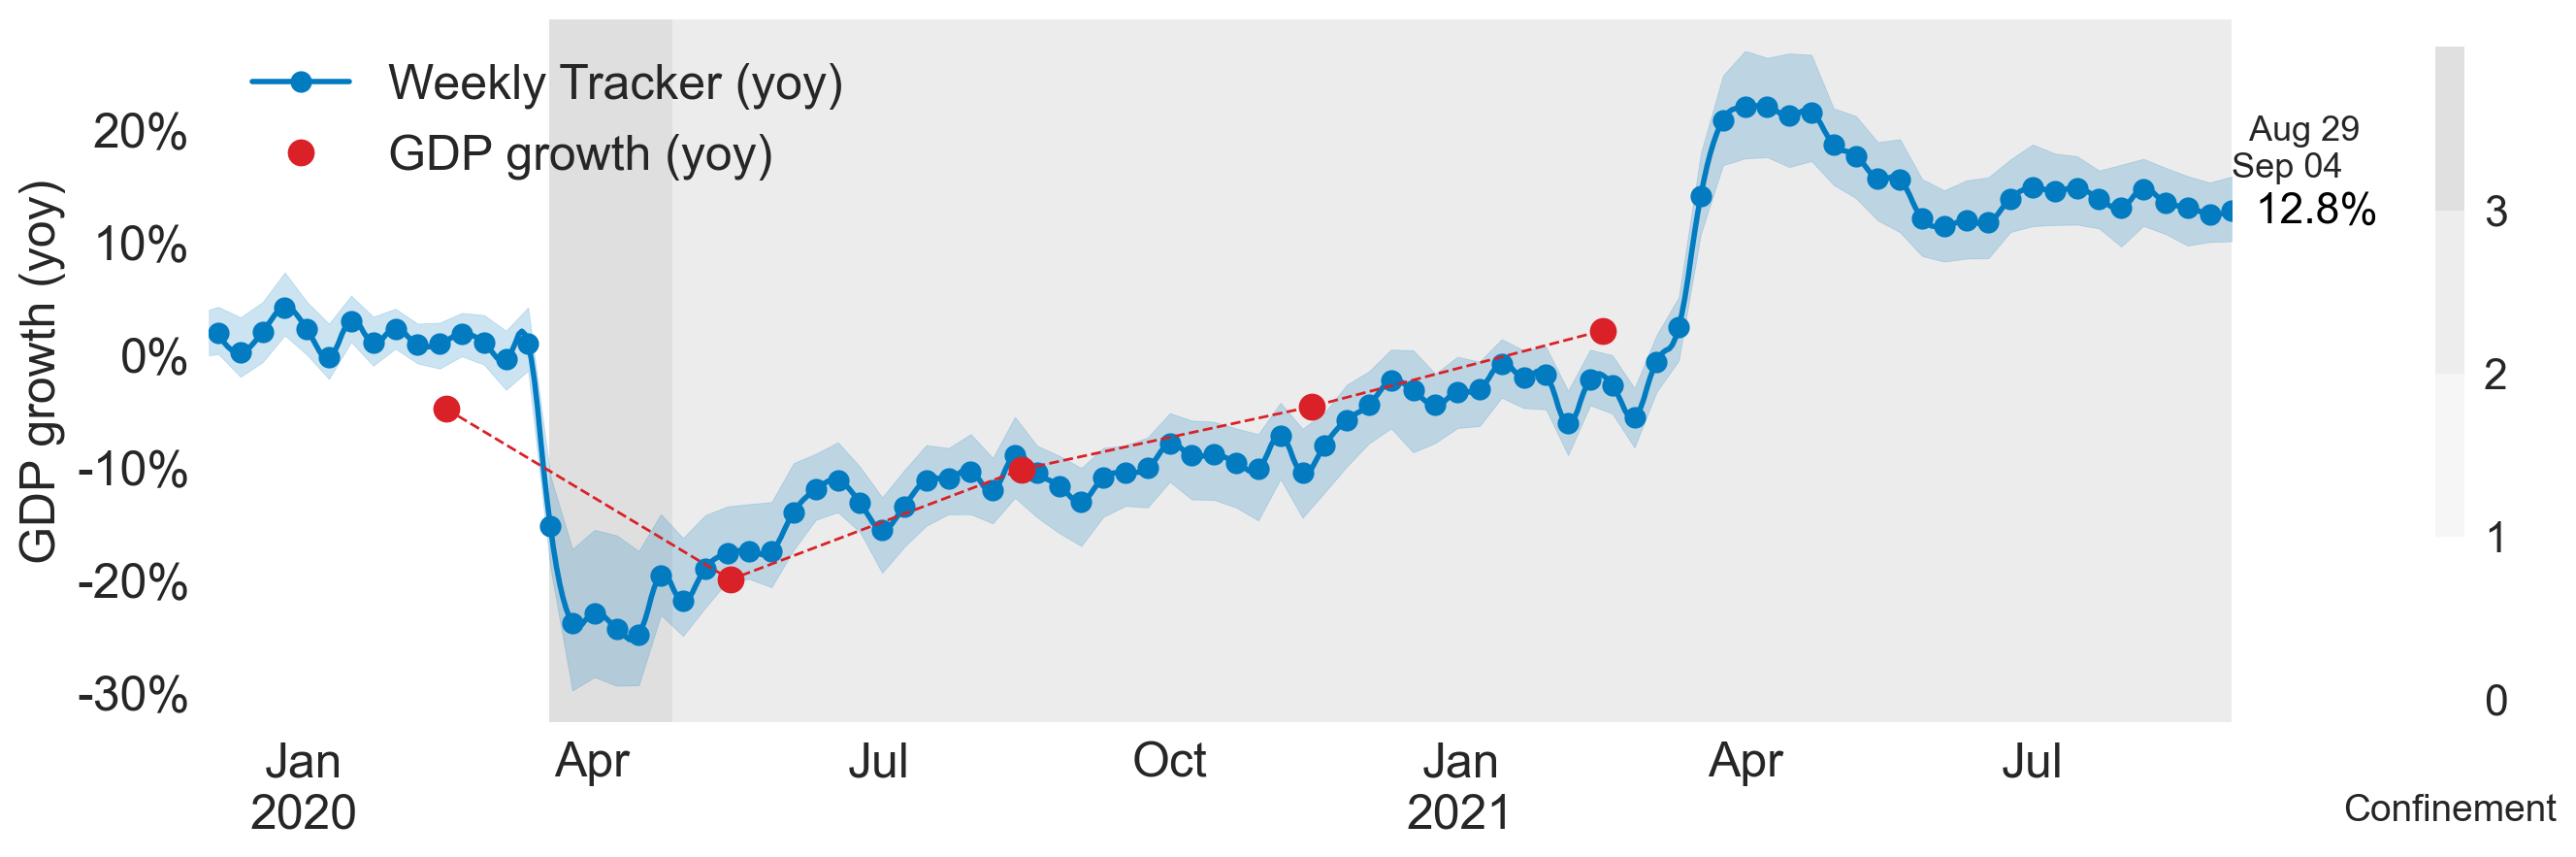 Weekly Tracker (yoy)
GDP growth (yoy)
GDP growth (yoy)
20%
10%
0%
-10%
-20%
-30%
Jan
2020
Apr
Jul
Oct
Jan
2021
Apr
Jul
Aug 29
Sep 04
12.8%
3
2
1
0
Confinement